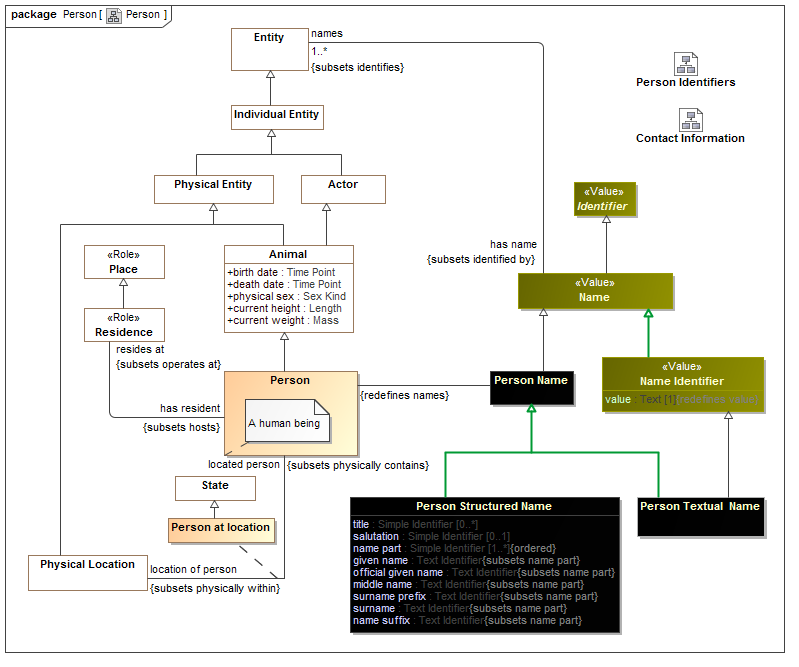 package Person [ Person ]
Entity
names
1..*
{subsets identifies}
Person Identifiers
Individual Entity
Contact Information
Physical Entity
Actor
«Value»
Identifier
has name
{subsets identified by}
«Role»
Place
Animal
+birth date : Time Point
+death date : Time Point
+physical sex : Sex Kind
+current height : Length
+current weight : Mass
«Value»
Name
«Role»
Residence
resides at
{subsets operates at}
Person
A human being
{redefines names}
Person Name
«Value»
Name Identifier
value : Text [1]{redefines value}
has resident
{subsets hosts}
located person
{subsets physically contains}
State
Person at location
Physical Location
location of person
{subsets physically within}
Person Structured Name
title : Simple Identifier [0..*]
salutation : Simple Identifier [0..1]
name part : Simple Identifier [1..*]{ordered}
given name : Text Identifier{subsets name part}
official given name : Text Identifier{subsets name part}
middle name : Text Identifier{subsets name part}
surname prefix : Text Identifier{subsets name part}
surname : Text Identifier{subsets name part}
name suffix : Text Identifier{subsets name part}
Person Textual Name